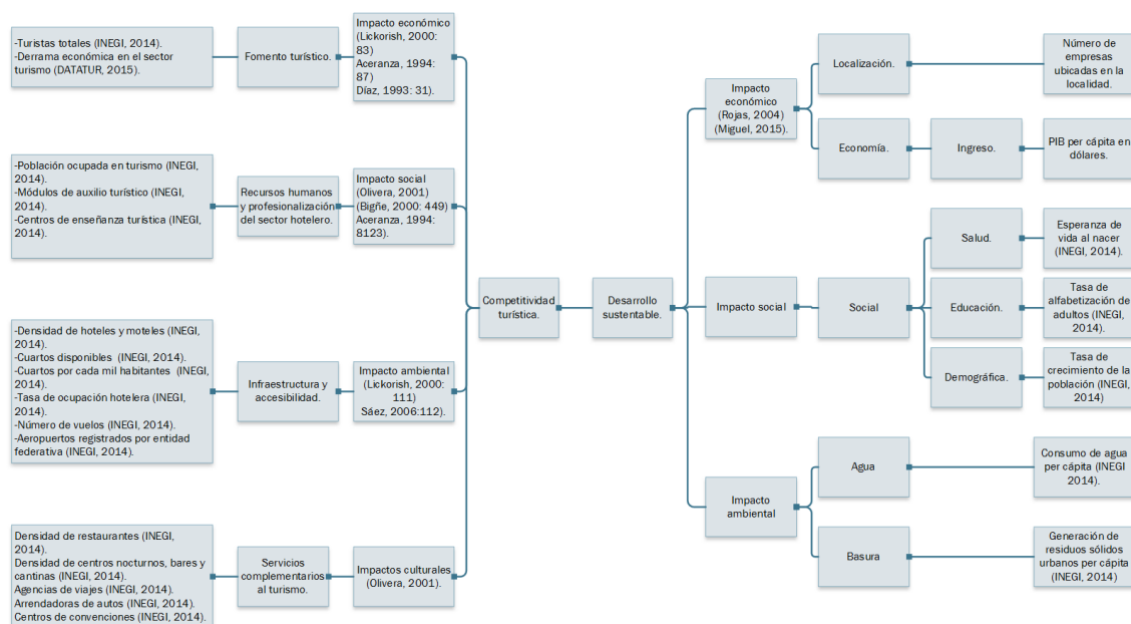 -Turistas totales (INEGI, 2014).
-Derrama económica en el sector
turismo (DATATUR, 2015).
Fomento turístico.
Impacto económico
(Lickorish, 2000:
83)
Aceranza, 1994:
87)
Díaz, 1993: 31).
-Población ocupada en turismo (INEGI,
2014).
-Módulos de auxilio turístico (INEGI,
2014).
-Centros de enseñanza turística (INEGI,
2014).
Recursos humanos
y profesionalización
del sector hotelero.
Impacto social
(Olivera, 2001)
(Bigñe, 2000: 449)
Aceranza, 1994:
8123).
-Densidad de hoteles y moteles (INEGI,
2014).
-Cuartos disponibles (INEGI, 2014).
-Cuartos por cada mil habitantes (INEGI,
2014).
-Tasa de ocupación hotelera (INEGI,
2014).
-Número de vuelos (INEGI, 2014).
-Aeropuertos registrados por entidad
federativa (INEGI, 2014).
Infraestructura y
accesibilidad.
Impacto ambiental
(Lickorish, 2000:
111)
Sáez, 2006:112).
Densidad de restaurantes (INEGI,
2014).
Densidad de centros nocturnos, bares y
cantinas (INEGI, 2014).
Agencias de viajes (INEGI, 2014).
Arrendadoras de autos (INEGI, 2014).
Centros de convenciones (INEGI, 2014).
Servicios
complementarios
al turismo.
Impactos culturales
(Olivera, 2001).
Competitividad
turística.
Desarrollo
sustentable.
Impacto
económico
(Rojas, 2004)
(Miguel, 2015).
Localización.
Número de
empresas
ubicadas en la
localidad.
Economía.
Ingreso.
PIB per cápita en
dólares.
Impacto social
Social
Salud.
Esperanza de
vida al nacer
(INEGI, 2014).
Educación.
Tasa de
alfabetización de
adultos (INEGI,
2014).
Demográfica.
Tasa de
crecimiento de la
población (INEGI,
2014)
Impacto
ambiental
Agua
Consumo de agua
per cápita (INEGI
2014).
Basura
Generación de
residuos sólidos
urbanos per cápita
(INEGI, 2014)